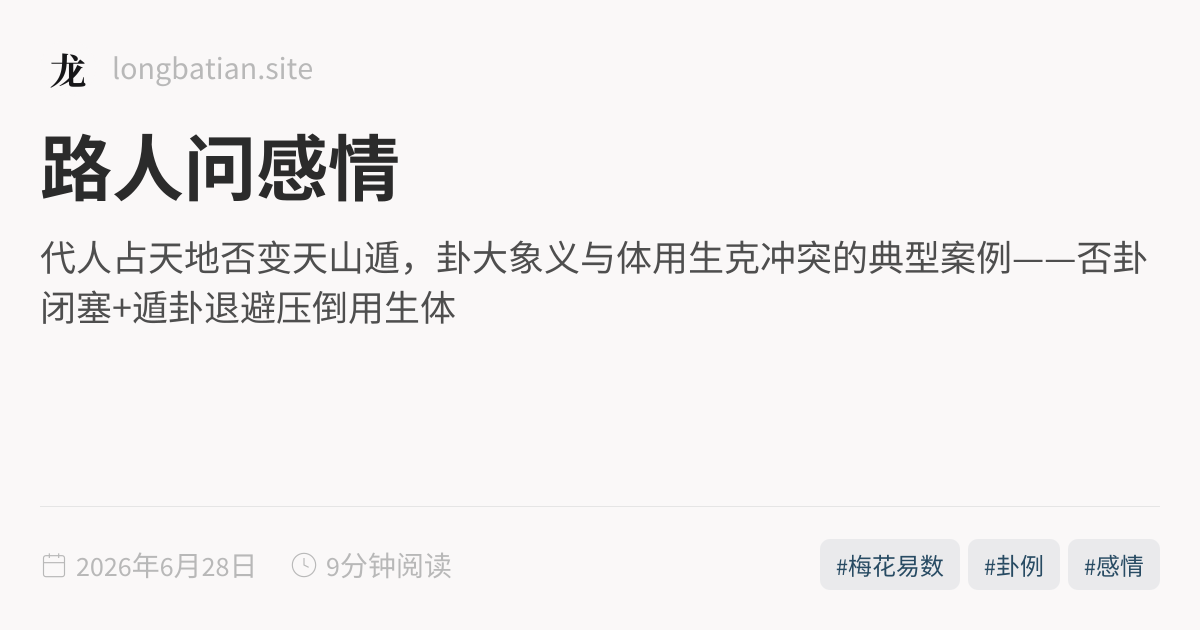 龙 longbatian.site
路人问感情
代人占天地否变天山遁，卦大象义与体用生克冲突的典型案例——否卦
闭塞+遁卦退避压倒用生体
2026年6月28日 9分钟阅读 #梅花易数 #卦例 #感情